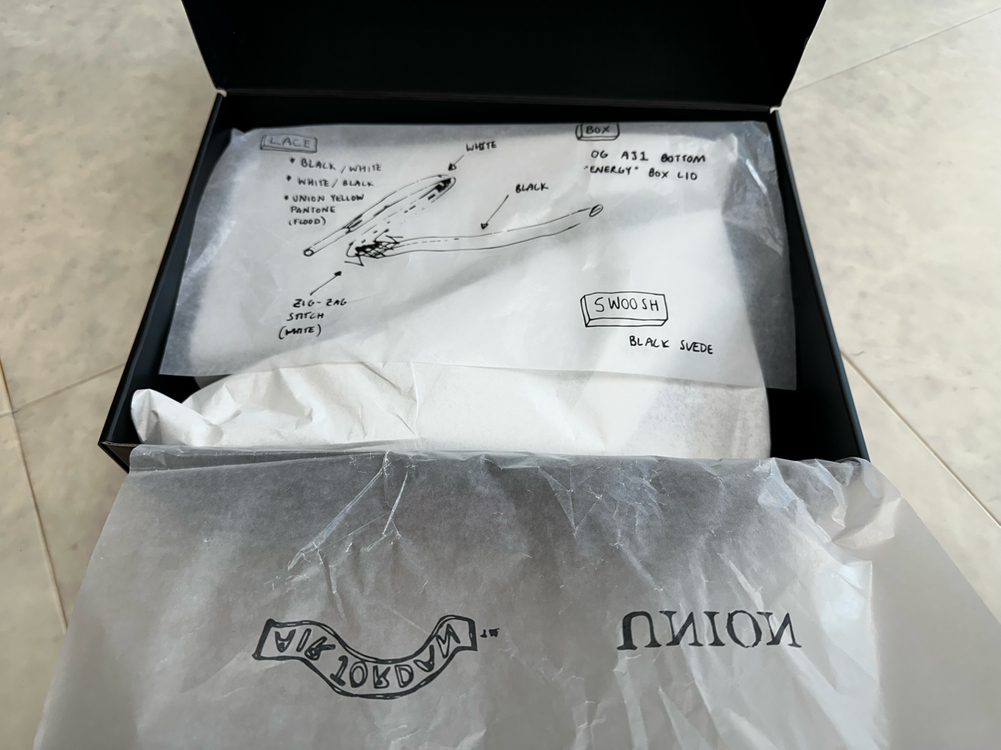 LACE
* BLACK / WHITE
* WHITE / BLACK
* UNION YELLOW
PANTONE
(FLOOD)
WHITE
BLACK
ZIG-ZAG
STITCH
(WHITE)
BOX
OG AJ1 BOTTOM
"ENERGY" BOX LID
SWOOSH
BLACK SUEDE
AIR JORDAN TM
UNION